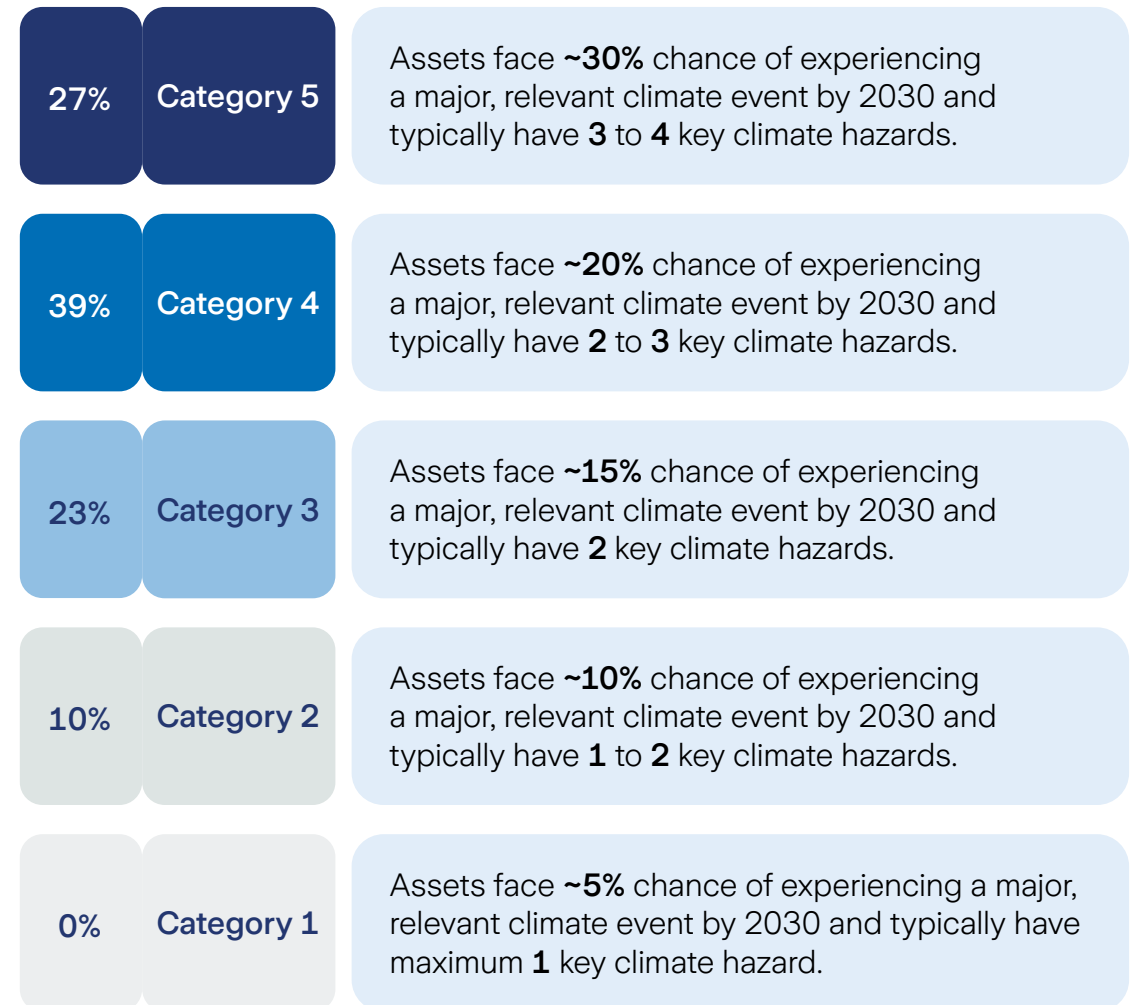 27% Category 5
Assets face ~30% chance of experiencing
a major, relevant climate event by 2030 and
typically have 3 to 4 key climate hazards.
39% Category 4
Assets face ~20% chance of experiencing
a major, relevant climate event by 2030 and
typically have 2 to 3 key climate hazards.
23% Category 3
Assets face ~15% chance of experiencing
a major, relevant climate event by 2030 and
typically have 2 key climate hazards.
10% Category 2
Assets face ~10% chance of experiencing
a major, relevant climate event by 2030 and
typically have 1 to 2 key climate hazards.
0% Category 1
Assets face ~5% chance of experiencing a major,
relevant climate event by 2030 and typically have
maximum 1 key climate hazard.